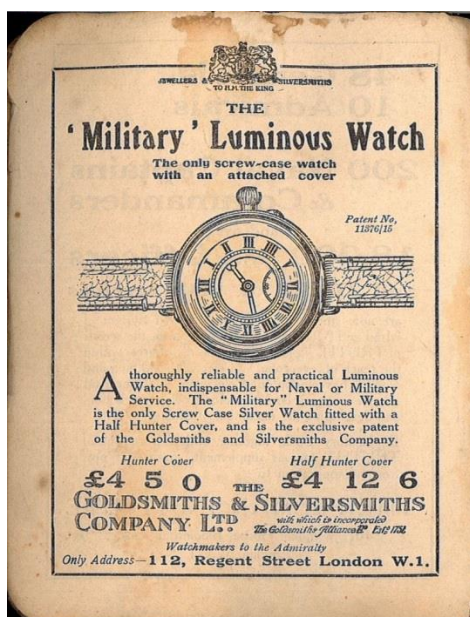 JEWELLERS & SILVERSMITHS
TO H.M. THE KING
THE
'Military' Luminous Watch
The only screw-case watch
with an attached cover
Patent No,
11376/15
A thoroughly reliable and practical Luminous
Watch, indispensable for Naval or Military
Service. The "Military" Luminous Watch
is the only Screw Case Silver Watch fitted with a
Half Hunter Cover, and is the exclusive patent
of the Goldsmiths and Silversmiths Company.
Hunter Cover
£4 5 0
Half Hunter Cover
£4 12 6
THE
GOLDSMITHS & SILVERSMITHS
COMPANY LTD
with which is incorporated
The Goldsmiths Alliance Ld Estd 1751.
Watchmakers to the Admiralty
Only Address—112, Regent Street London W.1.